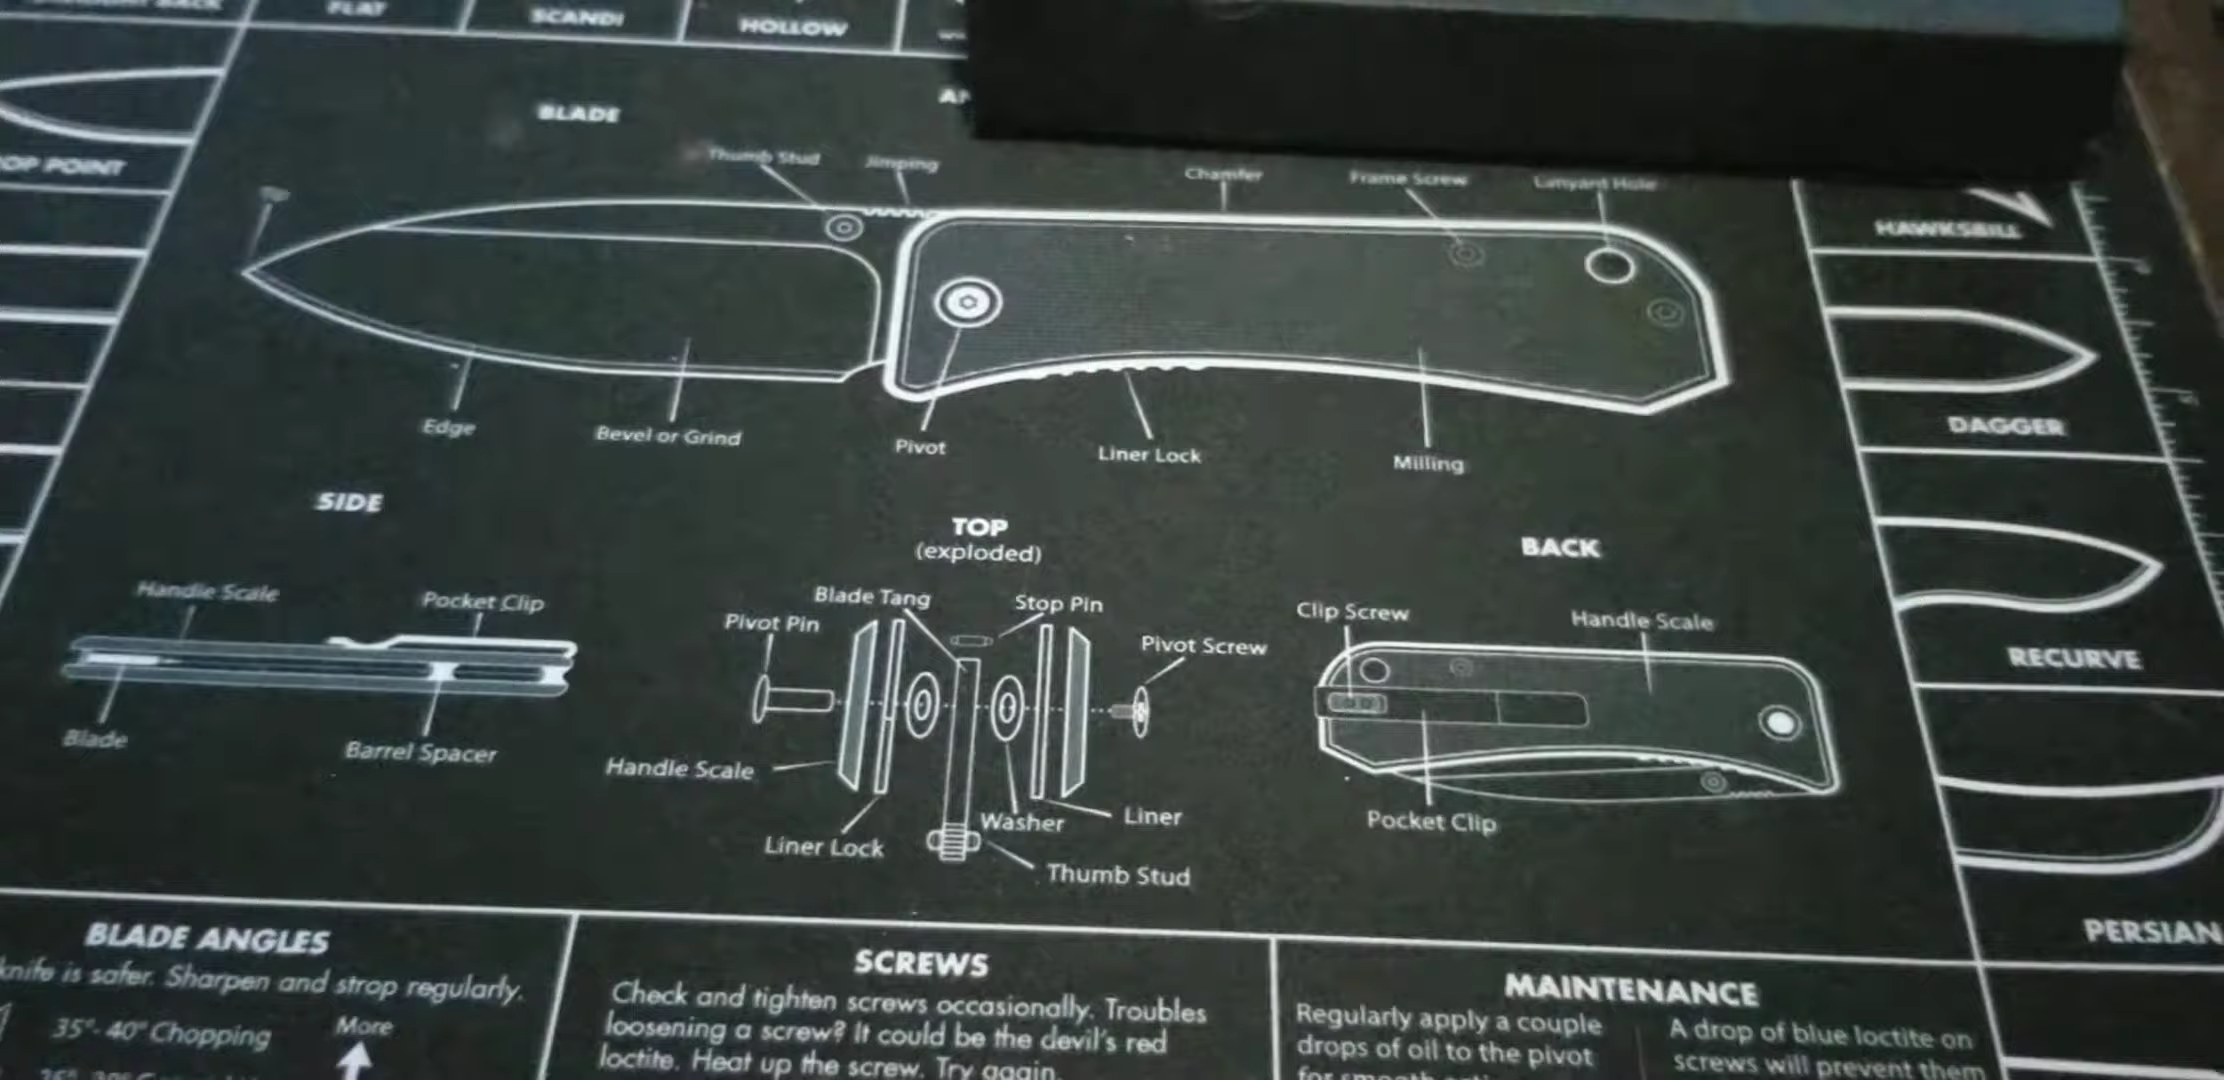 BACK
FLAT
SCANDI
HOLLOW
BLADE
OP POINT
Thumb Stud
Jimping
Chamfer
Frame Screw
Lanyard Hole
Tip
HAWKSBILL
Edge
Bevel or Grind
Pivot
Liner Lock
Milling
DAGGER
SIDE
TOP
(exploded)
BACK
Handle Scale
Pocket Clip
Blade
Barrel Spacer
Pivot Pin
Blade Tang
Stop Pin
Pivot Screw
Handle Scale
Liner Lock
Washer
Liner
Thumb Stud
Clip Screw
Handle Scale
Pocket Clip
RECURVE
PERSIAN
BLADE ANGLES
knife is safer. Sharpen and strop regularly.
35°- 40° Chopping
More
SCREWS
Check and tighten screws occasionally. Troubles
loosening a screw? It could be the devil's red
loctite. Heat up the screw. Try again.
MAINTENANCE
Regularly apply a couple
drops of oil to the pivot
A drop of blue loctite on
screws will prevent them